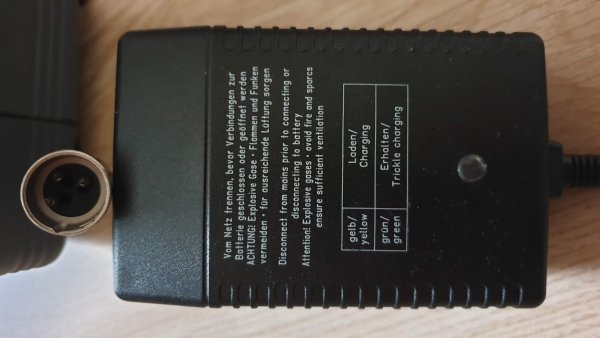 Vom Netz trennen, bevor Verbindungen zur
Batterie geschlossen oder geöffnet werden
ACHTUNG! Explosive Gase · Flammen und Funken
vermeiden · für ausreichende Lüftung sorgen
Disconnect from mains prior to connecting or
disconnecting to battery
Attention! Explosive gases · avoid fire and sparcs
ensure sufficient ventilation
gelb/ Laden/
yellow Charging
grün/ Erhalten/
green Trickle charging